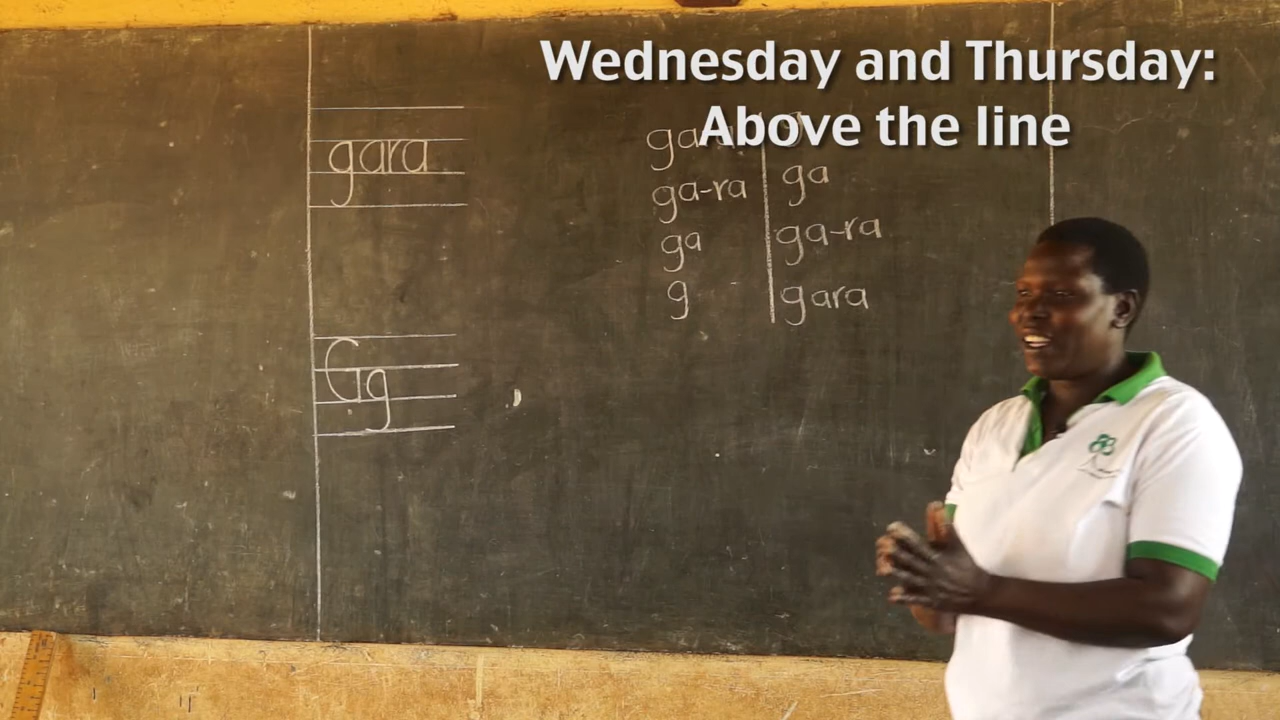 Wednesday and Thursday:
Above the line
gara
Gg
ga-ra
ga
g
ga
ga-ra
gara